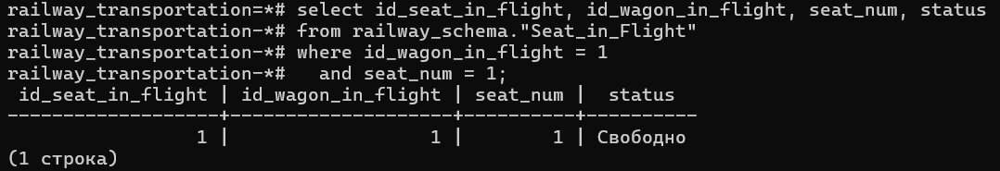 railway_transportation=*# select id_seat_in_flight, id_wagon_in_flight, seat_num, status
railway_transportation-*# from railway_schema."Seat_in_Flight"
railway_transportation-*# where id_wagon_in_flight = 1
railway_transportation-*#   and seat_num = 1;
 id_seat_in_flight | id_wagon_in_flight | seat_num |  status
-------------------+--------------------+----------+----------
                 1 |                  1 |        1 | Свободно
(1 строка)